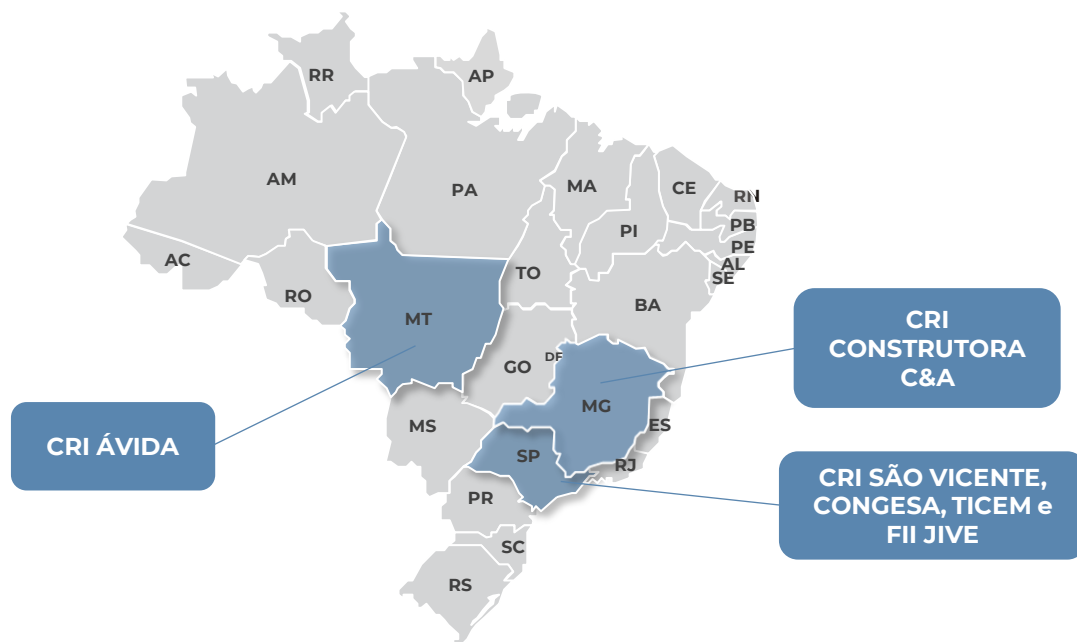 RR
AP
AM
PA
MA
CE
RN
PI
PB
PE
AC
TO
AL
SE
RO
BA
MT
CRI
CONSTRUTORA
C&A
DF
GO
MG
MS
ES
CRI ÁVIDA
SP
RJ
CRI SÃO VICENTE,
CONGESA, TICEM e
FII JIVE
PR
SC
RS